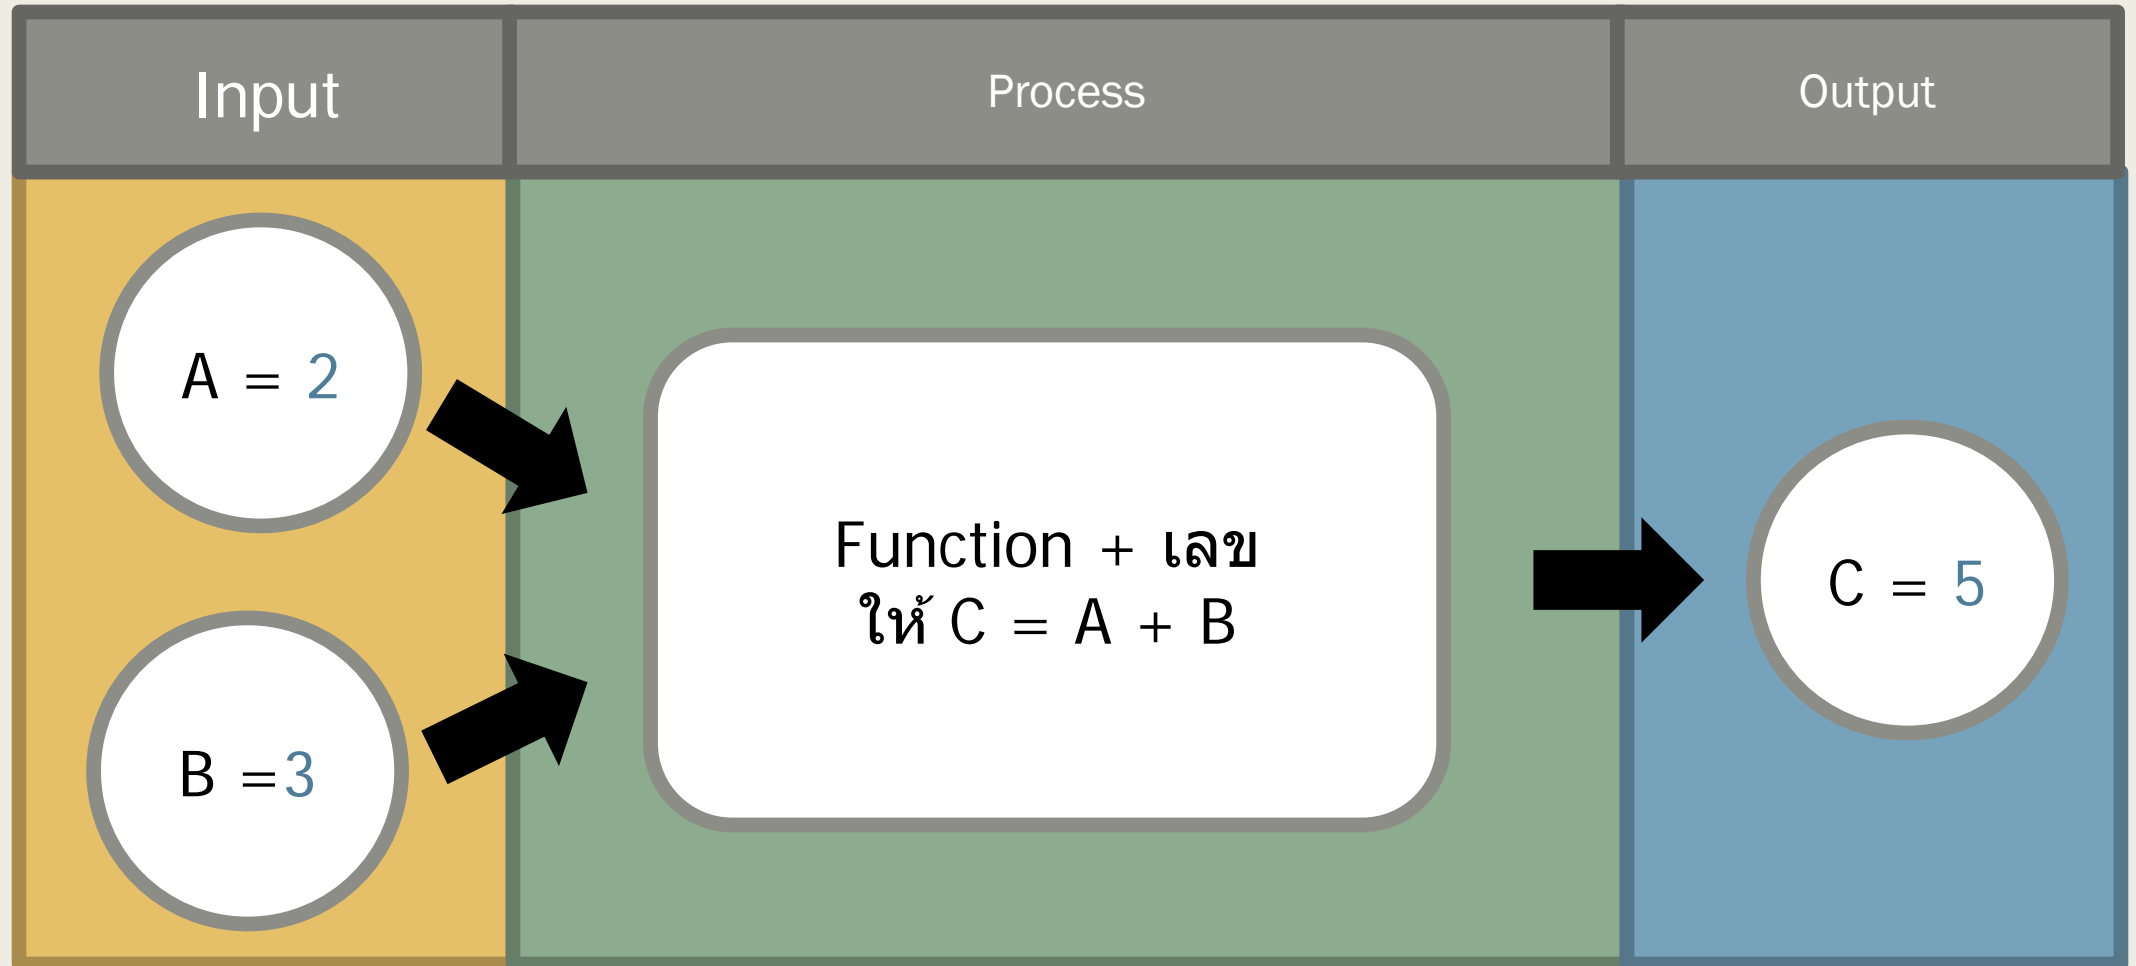 Input
Process
Output
A = 2
B =3
Function + เลข
ให้ C = A + B
C = 5